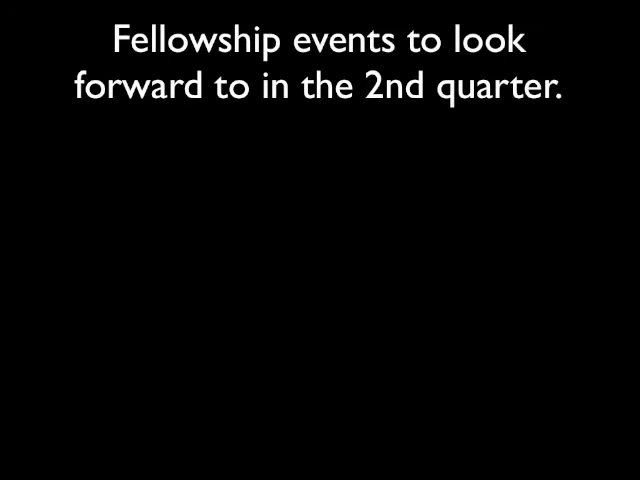 Fellowship events to look
forward to in the 2nd quarter.